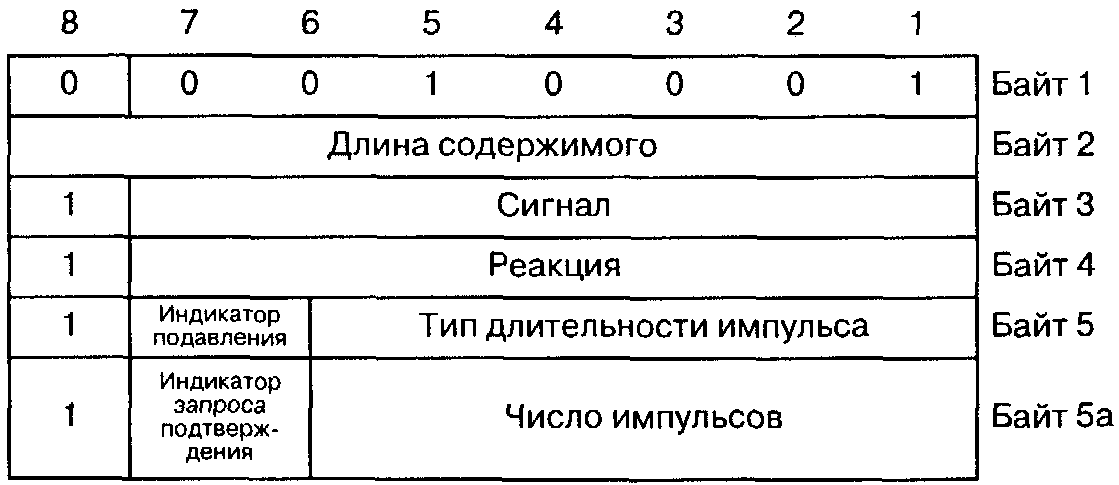 8 7 6 5 4 3 2 1
0 0 0 1 0 0 0 1 Байт 1
Длина содержимого Байт 2
1 Сигнал Байт 3
1 Реакция Байт 4
1 Индикатор подавления Тип длительности импульса Байт 5
1 Индикатор
запроса
подтверж-
дения
Число импульсов Байт 5а